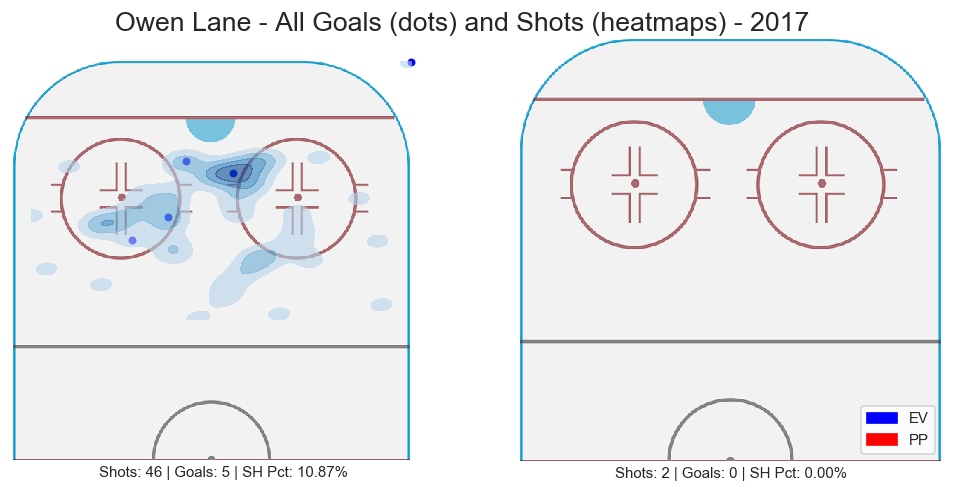 Owen Lane - All Goals (dots) and Shots (heatmaps) - 2017
EV
PP
Shots: 46 | Goals: 5 | SH Pct: 10.87%
Shots: 2 | Goals: 0 | SH Pct: 0.00%